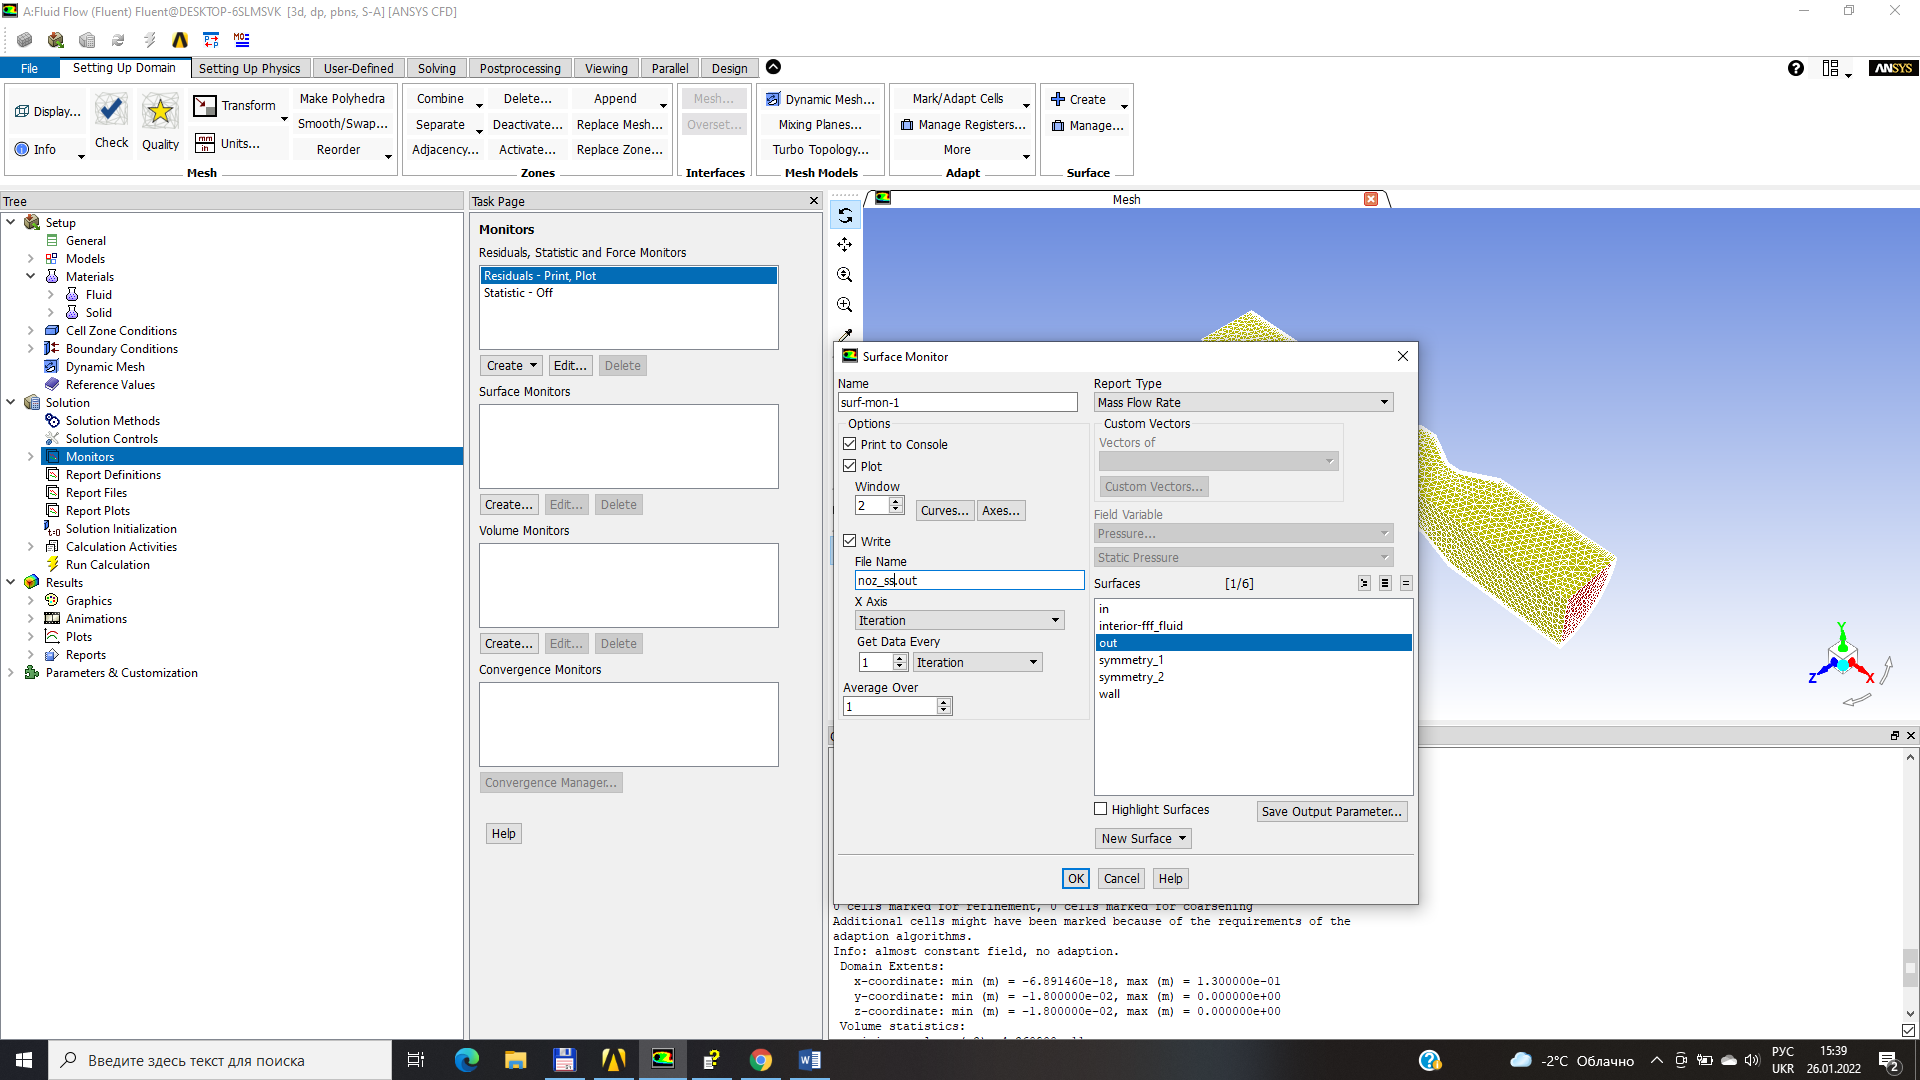 A:Fluid Flow (Fluent) Fluent@DESKTOP-6SLMSVK [3d, dp, pbns, S-A] [ANSYS CFD]
File
Setting Up Domain
Setting Up Physics
User-Defined
Solving
Postprocessing
Viewing
Parallel
Design
ANSYS
Display...
Info
Check
Quality
Transform
Units...
Make Polyhedra
Smooth/Swap...
Reorder
Mesh
Combine
Separate
Adjacency...
Delete...
Deactivate...
Activate...
Append
Replace Mesh...
Replace Zone...
Zones
Mesh...
Overset...
Interfaces
Dynamic Mesh...
Mixing Planes...
Turbo Topology...
Mesh Models
Mark/Adapt Cells
Manage Registers...
More
Adapt
Create
Manage...
Surface
Tree
Setup
General
Models
Materials
Fluid
Solid
Cell Zone Conditions
Boundary Conditions
Dynamic Mesh
Reference Values
Solution
Solution Methods
Solution Controls
Monitors
Report Definitions
Report Files
Report Plots
Solution Initialization
Calculation Activities
Run Calculation
Results
Graphics
Animations
Plots
Reports
Parameters & Customization
Task Page
Monitors
Residuals, Statistic and Force Monitors
Residuals - Print, Plot
Statistic - Off
Create
Edit...
Delete
Surface Monitors
Create...
Edit...
Delete
Volume Monitors
Create...
Edit...
Delete
Convergence Monitors
Convergence Manager...
Help
Mesh
Y
Z
X
Surface Monitor
Name
surf-mon-1
Options
Print to Console
Plot
Window
2
Curves...
Axes...
Write
File Name
noz_ss.out
X Axis
Iteration
Get Data Every
1
Iteration
Average Over
1
Report Type
Mass Flow Rate
Custom Vectors
Vectors of
Custom Vectors...
Field Variable
Pressure...
Static Pressure
Surfaces [1/6]
in
interior-fff_fluid
out
symmetry_1
symmetry_2
wall
Highlight Surfaces
Save Output Parameter...
New Surface
OK
Cancel
Help
0 cells marked for refinement, 0 cells marked for coarsening
Additional cells might have been marked because of the requirements of the
adaption algorithms.
Info: almost constant field, no adaption.
Domain Extents:
x-coordinate: min (m) = -6.891460e-18, max (m) = 1.300000e-01
y-coordinate: min (m) = -1.800000e-02, max (m) = 0.000000e+00
z-coordinate: min (m) = -1.800000e-02, max (m) = 0.000000e+00
Volume statistics:
Введите здесь текст для поиска
-2°C Облачно
РУС
UKR
15:39
26.01.2022
2